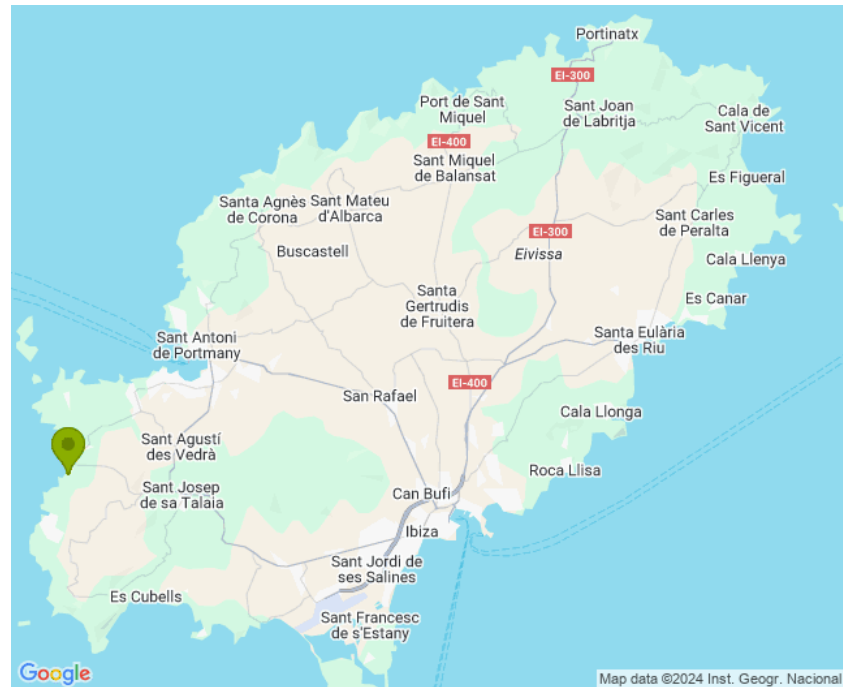 Portinatx
EI-300
Port de Sant
Miquel
Sant Joan
de Labritja
Cala de
Sant Vicent
EI-400
Sant Miquel
de Balansat
Es Figueral
Santa Agnès
de Corona
Sant Mateu
d'Albarca
Sant Carles
de Peralta
EI-300
Buscastell
Eivissa
Cala Llenya
Santa
Gertrudis
de Fruitera
Es Canar
Sant Antoni
de Portmany
Santa Eulària
des Riu
EI-400
San Rafael
Cala Llonga
Sant Agustí
des Vedrà
Roca Llisa
Sant Josep
de sa Talaia
Can Bufi
Ibiza
Sant Jordi de
ses Salines
Es Cubells
Sant Francesc
de s'Estany
Google
Map data ©2024 Inst. Geogr. Nacional